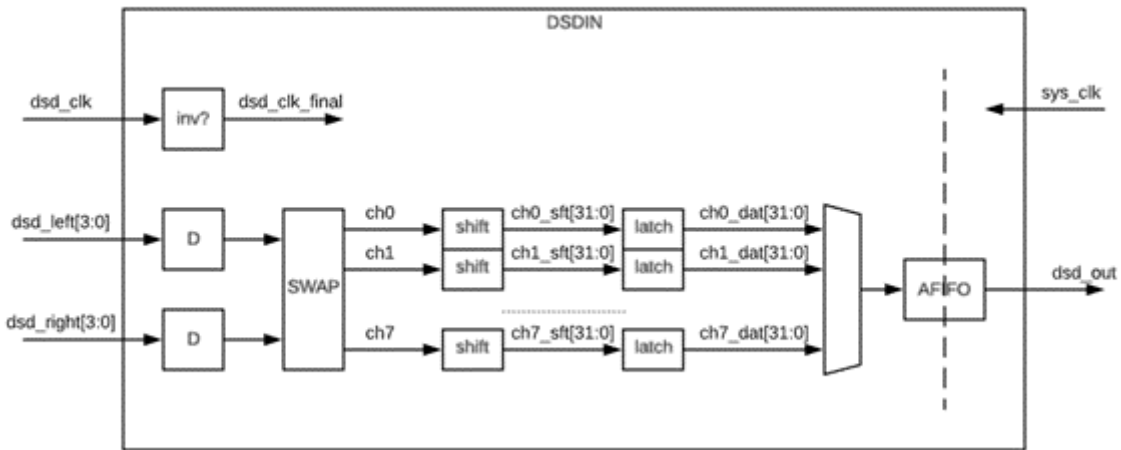 DSDIN
dsd_clk
inv?
dsd_clk_final
sys_clk
dsd_left[3:0]
D
SWAP
ch0
shift
ch0_sft[31:0]
latch
ch0_dat[31:0]
ch1
shift
ch1_sft[31:0]
latch
ch1_dat[31:0]
AFIFO
dsd_out
dsd_right[3:0]
D
ch7
shift
ch7_sft[31:0]
latch
ch7_dat[31:0]